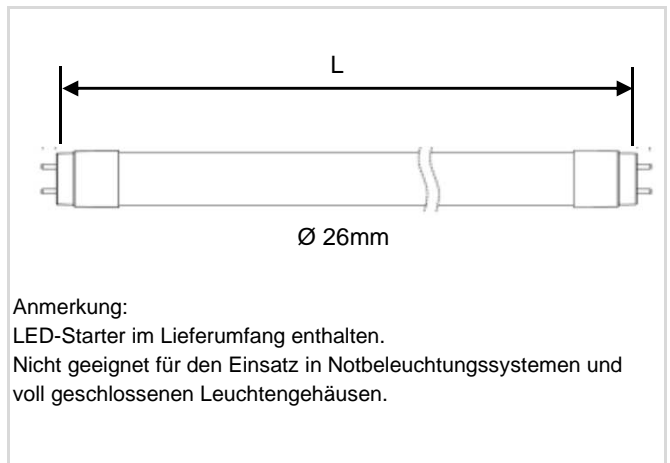 L
Ø 26mm
Anmerkung:
LED-Starter im Lieferumfang enthalten.
Nicht geeignet für den Einsatz in Notbeleuchtungssystemen und
voll geschlossenen Leuchtengehäusen.